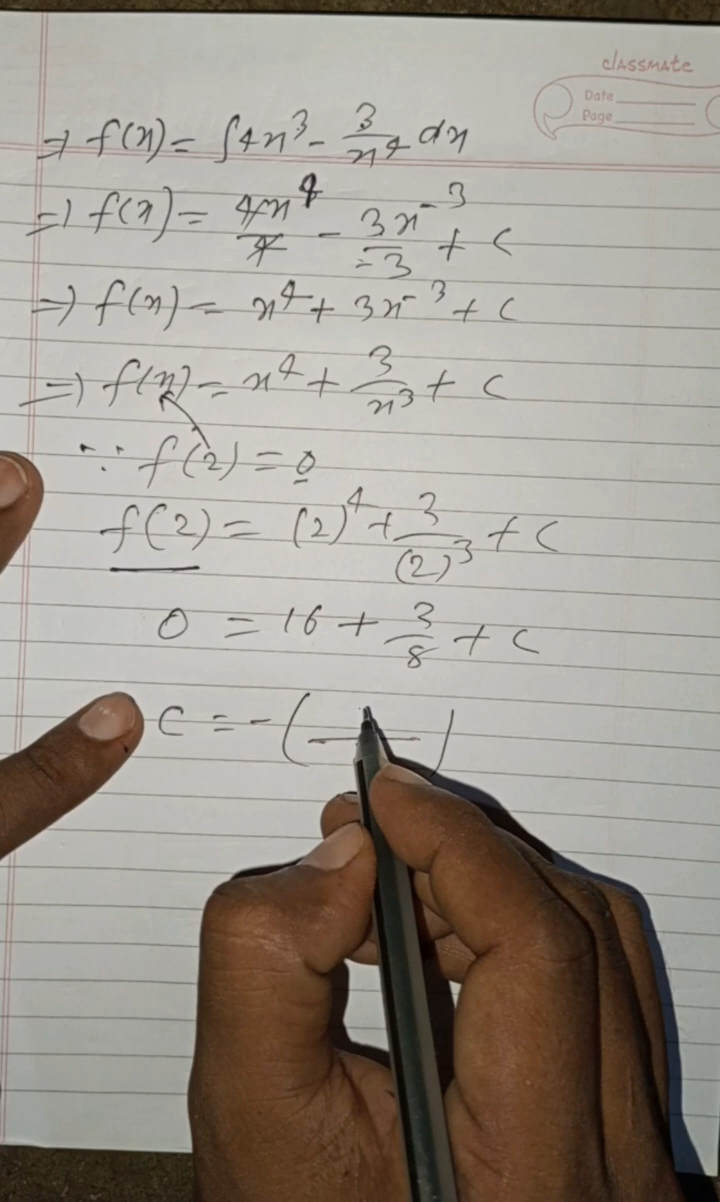 classmate
Date
Page
⇒ f(x) = ∫4x³ - 3/x⁴ dx
⇒ f(x) = 4x⁴/4 - 3x⁻³/-3 + c
⇒ f(x) = x⁴ + 3x⁻³ + c
⇒ f(x) = x⁴ + 3/x³ + c
∵ f(2) = 0
f(2) = (2)⁴ + 3/(2)³ + c
0 = 16 + 3/8 + c
c = - ( )